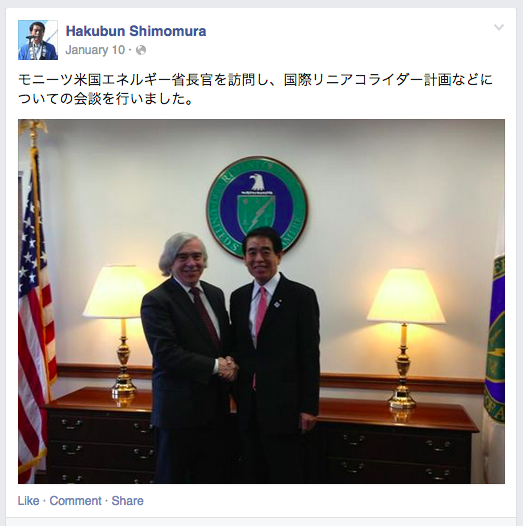 Hakubun Shimomura
January 10 ·
モニーツ米国エネルギー省長官を訪問し、国際リニアコライダー計画などに
ついての会談を行いました。
Like · Comment · Share